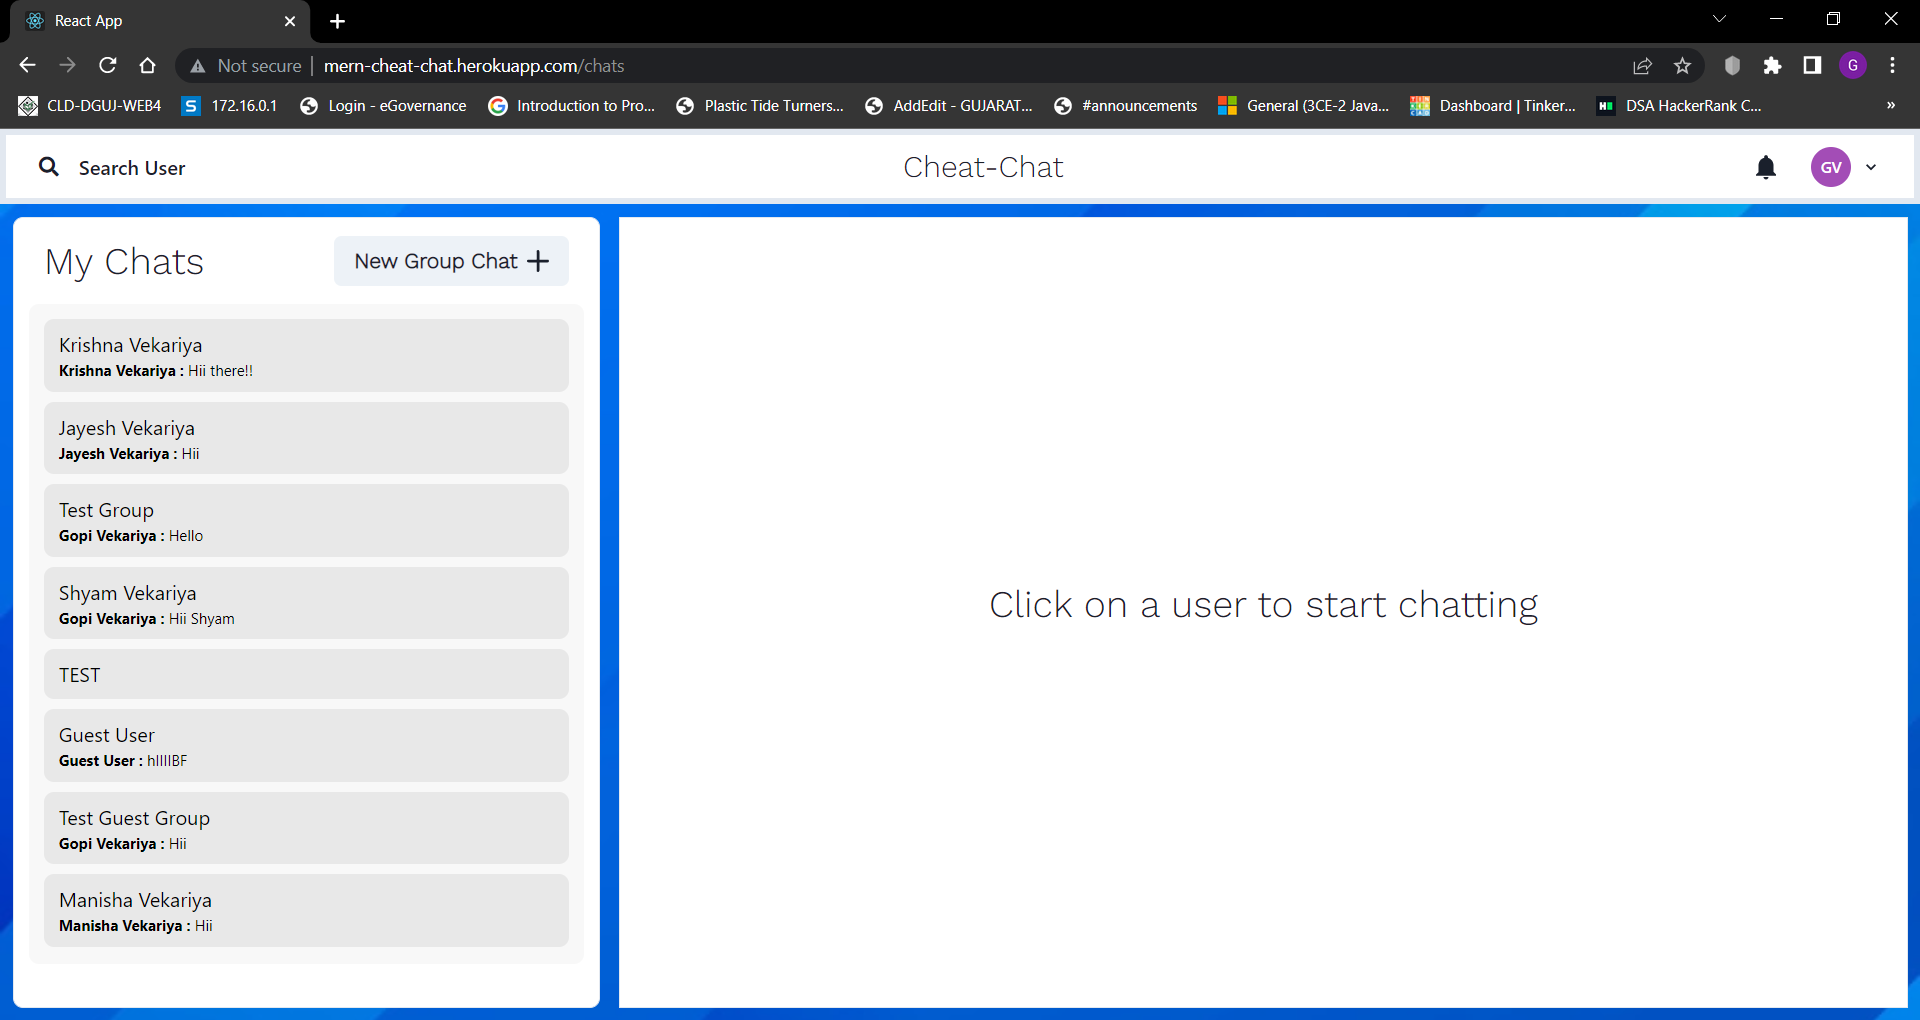 React App
Not secure | mern-cheat-chat.herokuapp.com/chats
G
CLD-DGUJ-WEB4 S 172.16.0.1 Login - eGovernance Introduction to Pro... Plastic Tide Turners... AddEdit - GUJARAT... #announcements General (3CE-2 Java... Dashboard | Tinker... DSA HackerRank C... »
Search User
Cheat-Chat
GV
My Chats
New Group Chat
Krishna Vekariya
Krishna Vekariya : Hii there!!
Jayesh Vekariya
Jayesh Vekariya : Hii
Test Group
Gopi Vekariya : Hello
Shyam Vekariya
Gopi Vekariya : Hii Shyam
TEST
Guest User
Guest User : hIIIIBF
Test Guest Group
Gopi Vekariya : Hii
Manisha Vekariya
Manisha Vekariya : Hii
Click on a user to start chatting